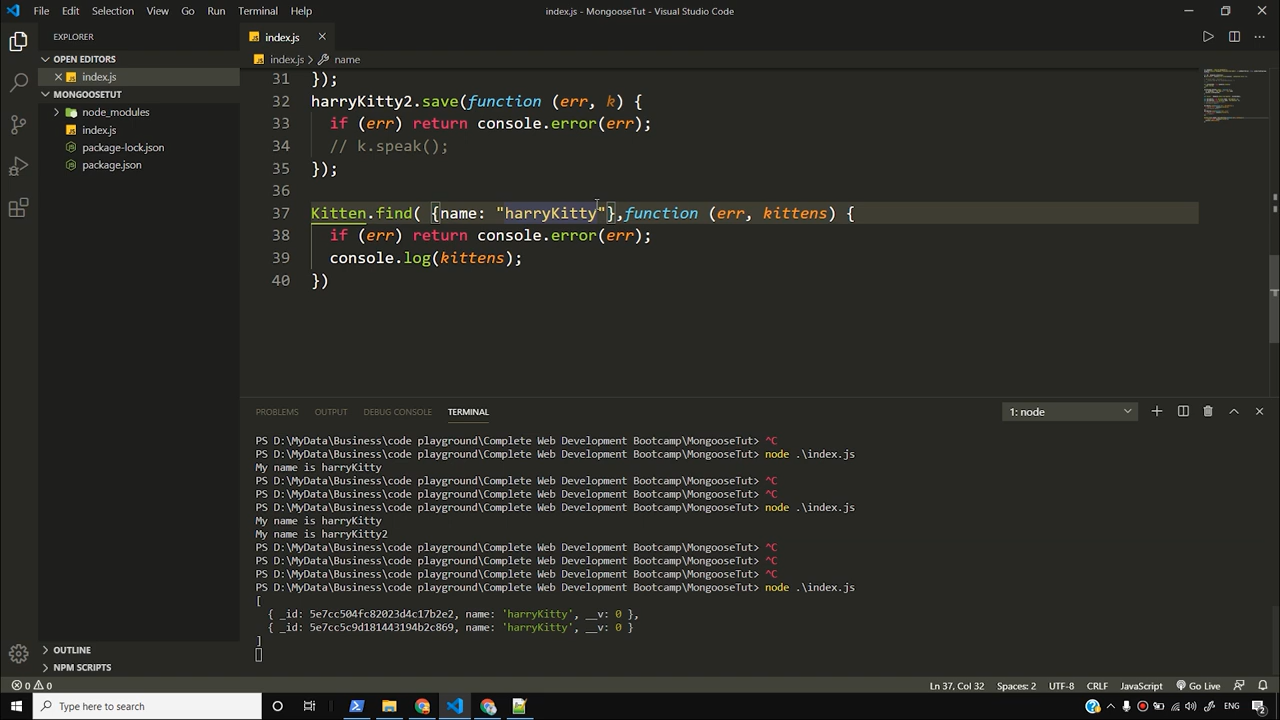 File Edit Selection View Go Run Terminal Help index.js - MongooseTut - Visual Studio Code
EXPLORER
OPEN EDITORS
index.js
MONGOOSETUT
node_modules
index.js
package-lock.json
package.json
OUTLINE
NPM SCRIPTS
index.js
index.js > name
31 });
32 harryKitty2.save(function (err, k) {
33 if (err) return console.error(err);
34 // k.speak();
35 });
36
37 Kitten.find( {name: "harryKitty"},function (err, kittens) {
38 if (err) return console.error(err);
39 console.log(kittens);
40 })
PROBLEMS OUTPUT DEBUG CONSOLE TERMINAL 1: node
PS D:\MyData\Business\code playground\Complete Web Development Bootcamp\MongooseTut> ^C
PS D:\MyData\Business\code playground\Complete Web Development Bootcamp\MongooseTut> node .\index.js
My name is harryKitty
PS D:\MyData\Business\code playground\Complete Web Development Bootcamp\MongooseTut> ^C
PS D:\MyData\Business\code playground\Complete Web Development Bootcamp\MongooseTut> ^C
PS D:\MyData\Business\code playground\Complete Web Development Bootcamp\MongooseTut> node .\index.js
My name is harryKitty
My name is harryKitty2
PS D:\MyData\Business\code playground\Complete Web Development Bootcamp\MongooseTut> ^C
PS D:\MyData\Business\code playground\Complete Web Development Bootcamp\MongooseTut> ^C
PS D:\MyData\Business\code playground\Complete Web Development Bootcamp\MongooseTut> ^C
PS D:\MyData\Business\code playground\Complete Web Development Bootcamp\MongooseTut> node .\index.js
[
{ _id: 5e7cc504fc82023d4c17b2e2, name: 'harryKitty', __v: 0 },
{ _id: 5e7cc5c9d181443194b2c869, name: 'harryKitty', __v: 0 }
]
0 0 Ln 37, Col 32 Spaces: 2 UTF-8 CRLF JavaScript Go Live
Type here to search ENG 2